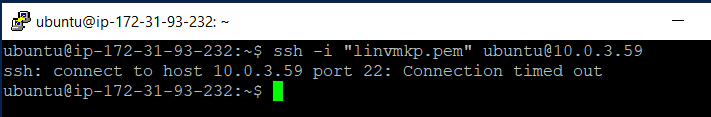 ubuntu@ip-172-31-93-232: ~
ubuntu@ip-172-31-93-232:~$ ssh -i "linvmkp.pem" ubuntu@10.0.3.59
ssh: connect to host 10.0.3.59 port 22: Connection timed out
ubuntu@ip-172-31-93-232:~$